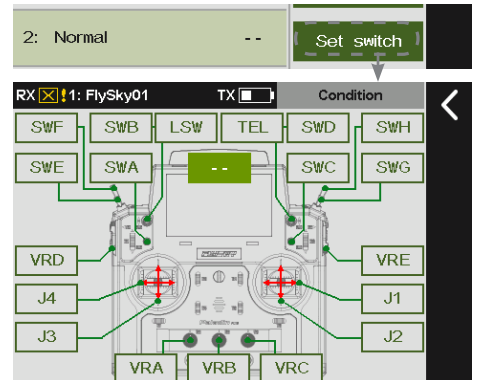 2: Normal -- Set switch
RX !1: FlySky01 TX Condition
SWF SWB LSW TEL SWD SWH
SWE SWA -- SWC SWG
VRD VRE
J4 J1
J3 J2
VRA VRB VRC